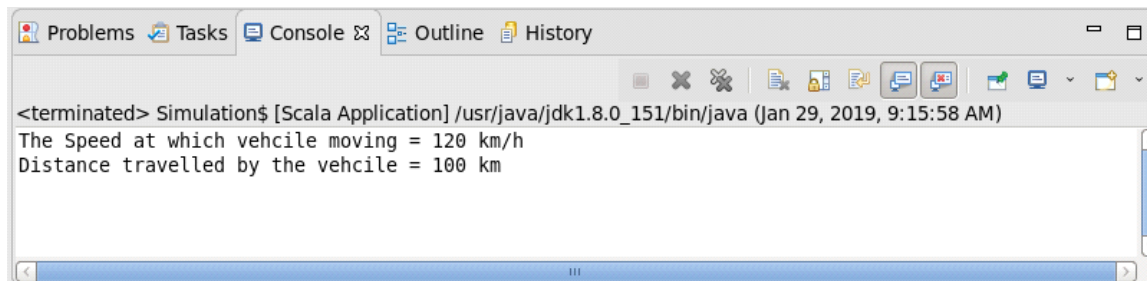 Problems Tasks Console Outline History
<terminated> Simulation$ [Scala Application] /usr/java/jdk1.8.0_151/bin/java (Jan 29, 2019, 9:15:58 AM)
The Speed at which vehcile moving = 120 km/h
Distance travelled by the vehcile = 100 km